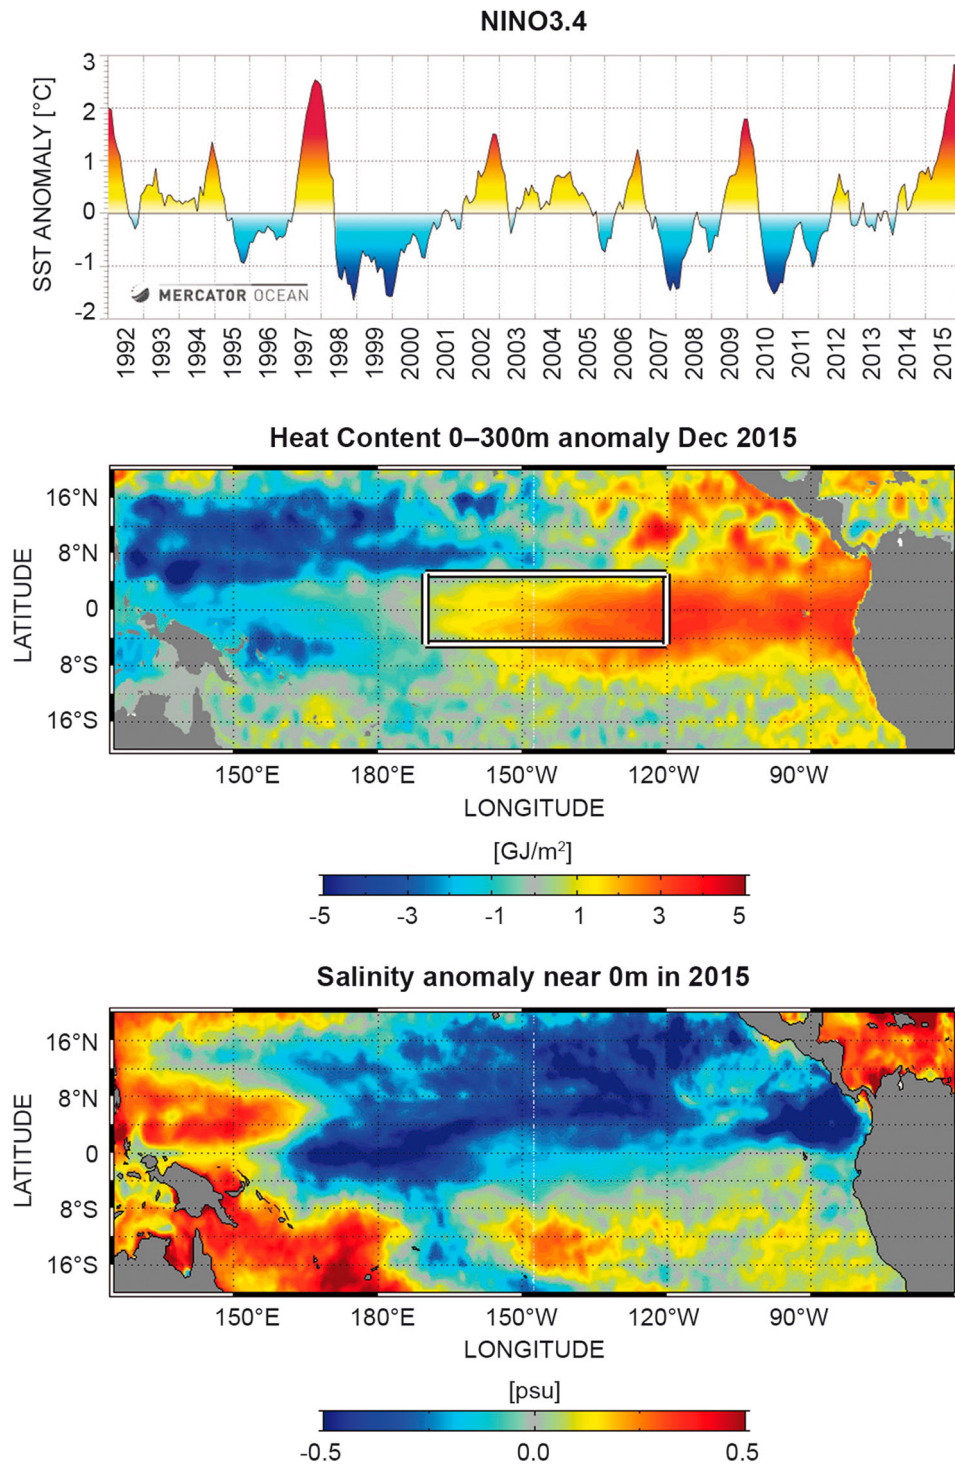 NINO3.4
SST ANOMALY [°C]
3
2
1
0
-1
-2
MERCATOR OCEAN
1992 1993 1994 1995 1996 1997 1998 1999 2000 2001 2002 2003 2004 2005 2006 2007 2008 2009 2010 2011 2012 2013 2014 2015
Heat Content 0–300m anomaly Dec 2015
LATITUDE
16°N
8°N
0
8°S
16°S
150°E 180°E 150°W 120°W 90°W
LONGITUDE
[GJ/m²]
-5 -3 -1 1 3 5
Salinity anomaly near 0m in 2015
LATITUDE
16°N
8°N
0
8°S
16°S
150°E 180°E 150°W 120°W 90°W
LONGITUDE
[psu]
-0.5 0.0 0.5